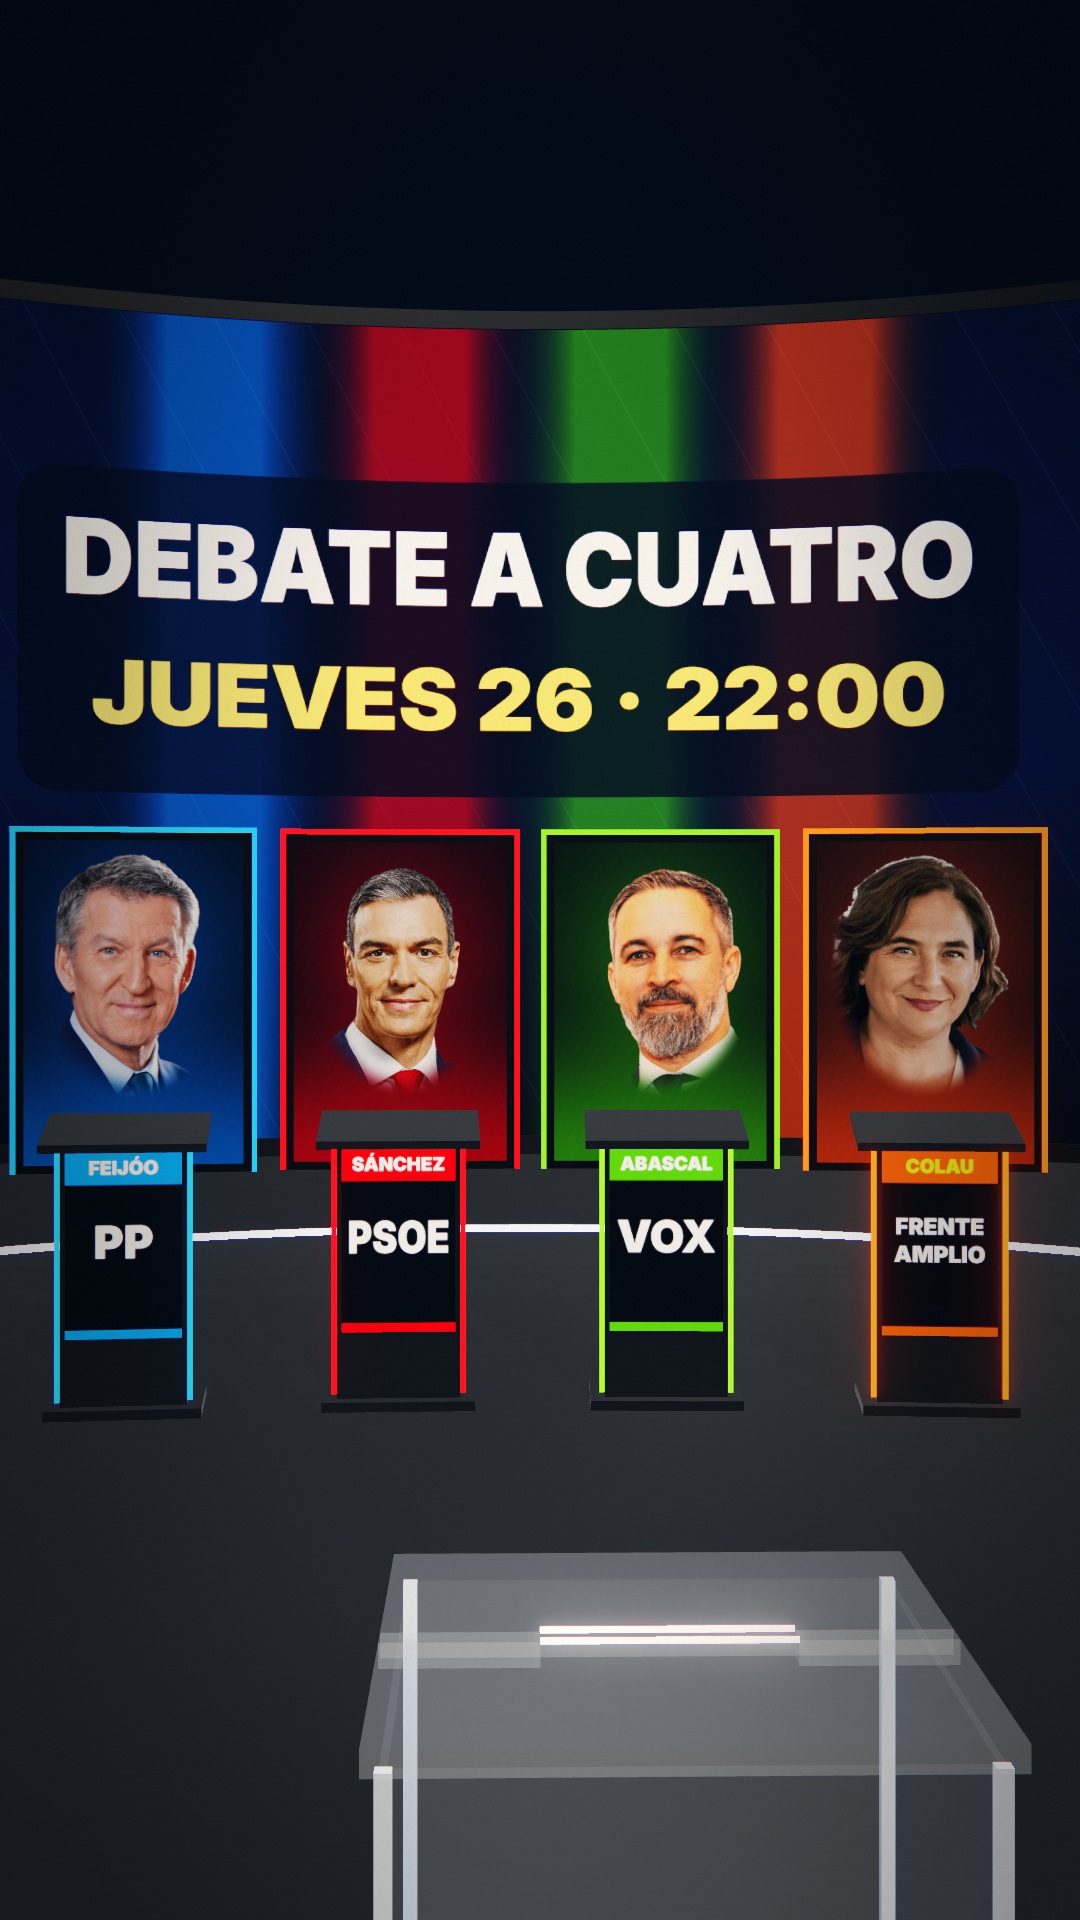 DEBATE A CUATRO
JUEVES 26 · 22:00
FEIJÓO
PP
SÁNCHEZ
PSOE
ABASCAL
VOX
COLAU
FRENTE
AMPLIO